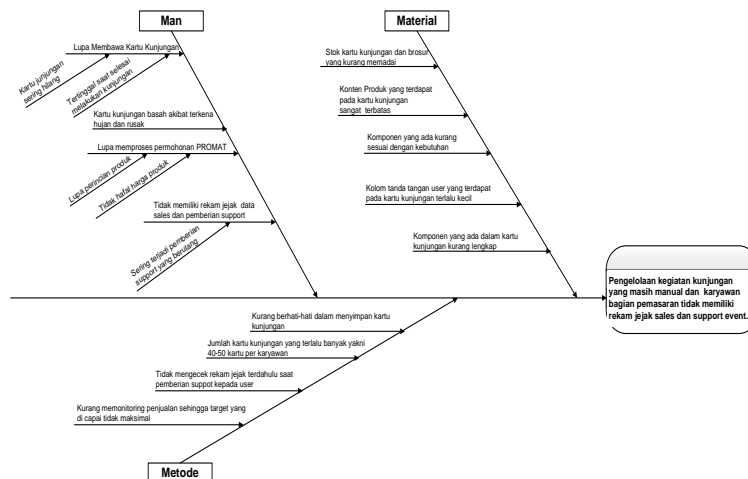 Man
Lupa Membawa Kartu Kunjungan
Kartu junjungan
sering hilang
Tertinggal saat selesai
melakukan kunjungan
Kartu kunjungan basah akibat terkena
hujan dan rusak
Lupa memproses permohonan PROMAT
Lupa perincian produk
Tidak hafal harga produk
Tidak memiliki rekam jejak data
sales dan pemberian support
Sering terjadi pemberian
support yang berulang
Material
Stok kartu kunjungan dan brosur
yang kurang memadai
Konten Produk yang terdapat
pada kartu kunjungan
sangat terbatas
Komponen yang ada kurang
sesuai dengan kebutuhan
Kolom tanda tangan user yang terdapat
pada kartu kunjungan terlalu kecil
Komponen yang ada dalam kartu
kunjungan kurang lengkap
Pengelolaan kegiatan kunjungan
yang masih manual dan karyawan
bagian pemasaran tidak memiliki
rekam jejak sales dan support event.
Kurang berhati-hati dalam menyimpan kartu
kunjungan
Jumlah kartu kunjungan yang terlalu banyak yakni
40-50 kartu per karyawan
Tidak mengecek rekam jejak terdahulu saat
pemberian suppot kepada user
Kurang memonitoring penjualan sehingga target yang
di capai tidak maksimal
Metode